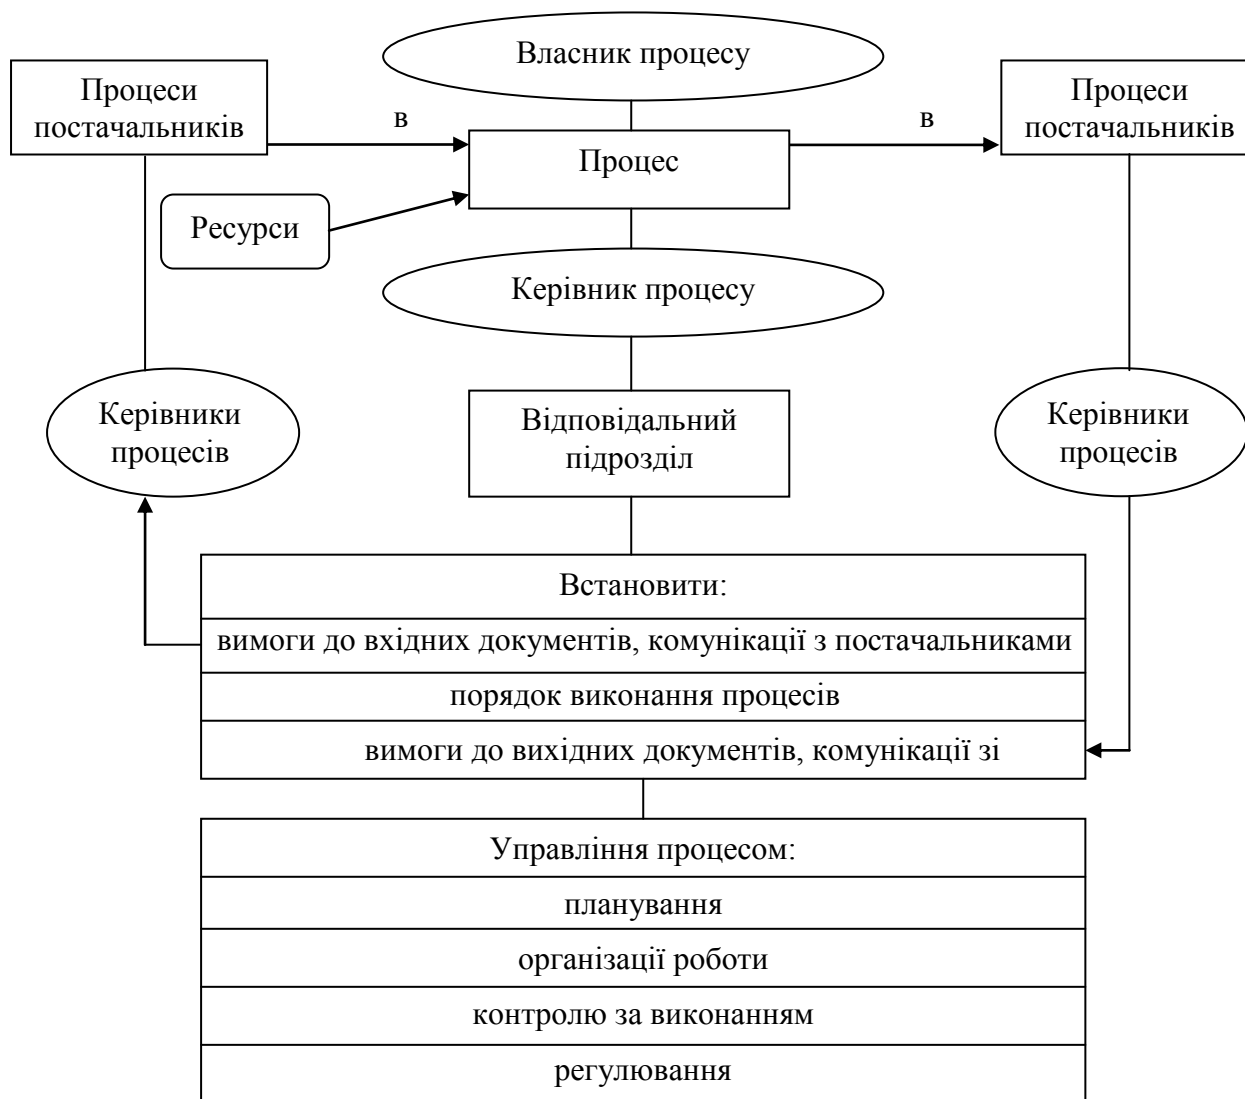 Власник процесу
Процеси
постачальників
в
Процес
в
Процеси
постачальників
Ресурси
Керівник процесу
Керівники
процесів
Відповідальний
підрозділ
Керівники
процесів
Встановити:
вимоги до вхідних документів, комунікації з постачальниками
порядок виконання процесів
вимоги до вихідних документів, комунікації зі
Управління процесом:
планування
організації роботи
контролю за виконанням
регулювання